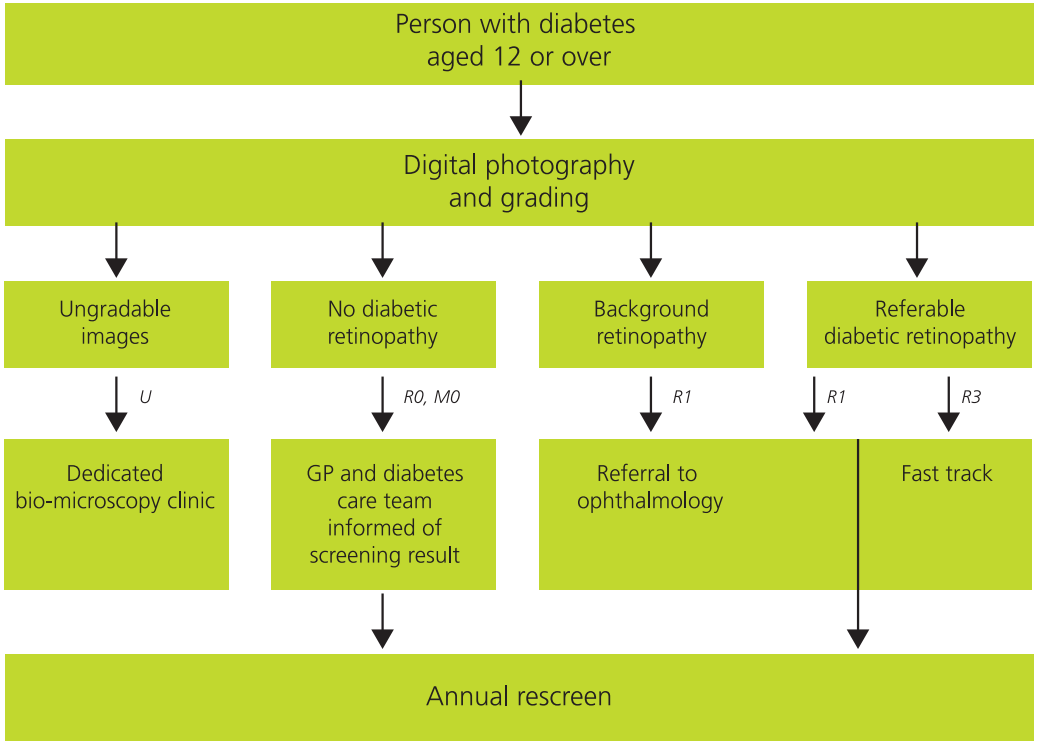 Person with diabetes
aged 12 or over
Digital photography
and grading
Ungradable
images
No diabetic
retinopathy
Background
retinopathy
Referable
diabetic retinopathy
U
R0, M0
R1
R1
R3
Dedicated
bio-microscopy clinic
GP and diabetes
care team
informed of
screening result
Referral to
ophthalmology
Fast track
Annual rescreen